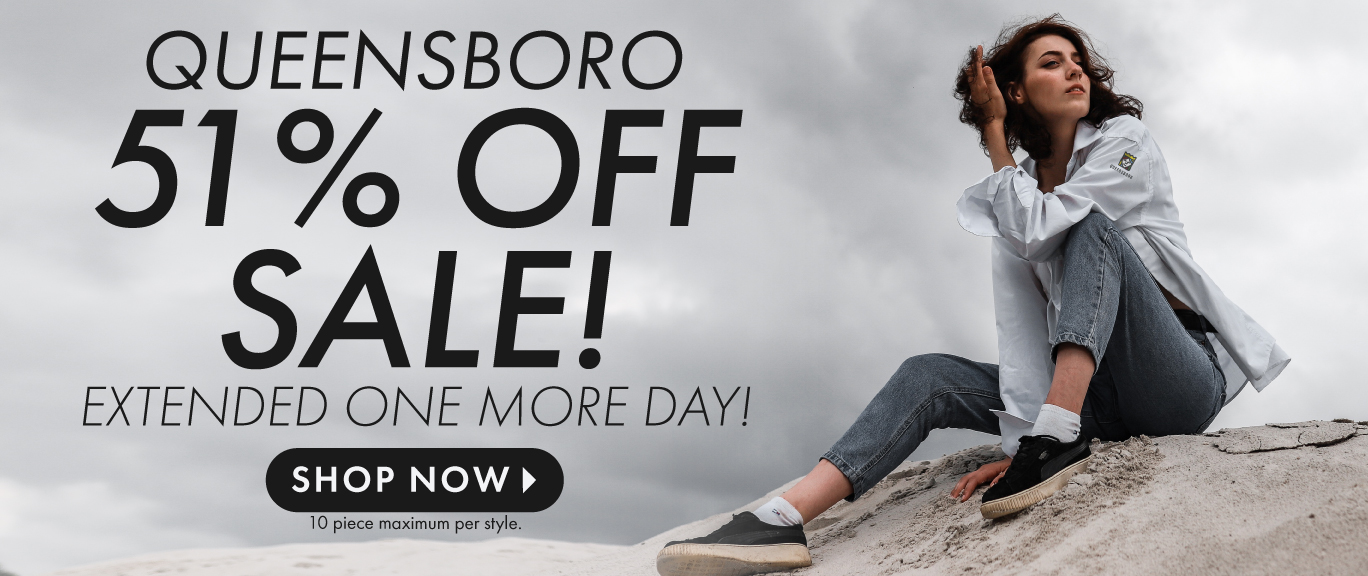 QUEENSBORO
51% OFF
SALE!
EXTENDED ONE MORE DAY!
SHOP NOW
10 piece maximum per style.